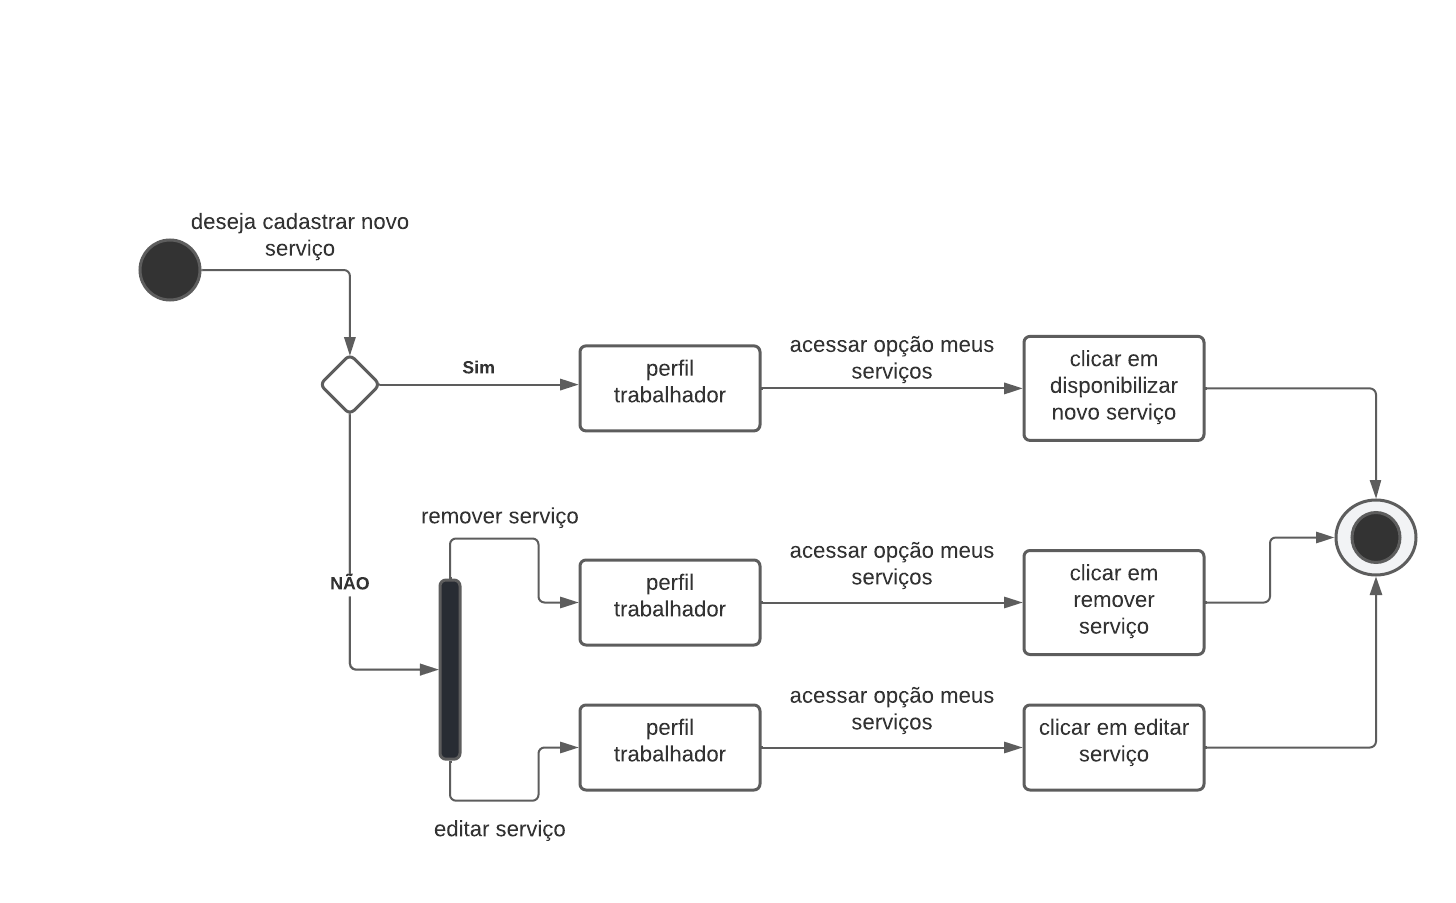 deseja cadastrar novo
serviço
Sim
perfil
trabalhador
acessar opção meus
serviços
clicar em
disponibilizar
novo serviço
NÃO
remover serviço
perfil
trabalhador
acessar opção meus
serviços
clicar em
remover
serviço
perfil
trabalhador
acessar opção meus
serviços
clicar em editar
serviço
editar serviço